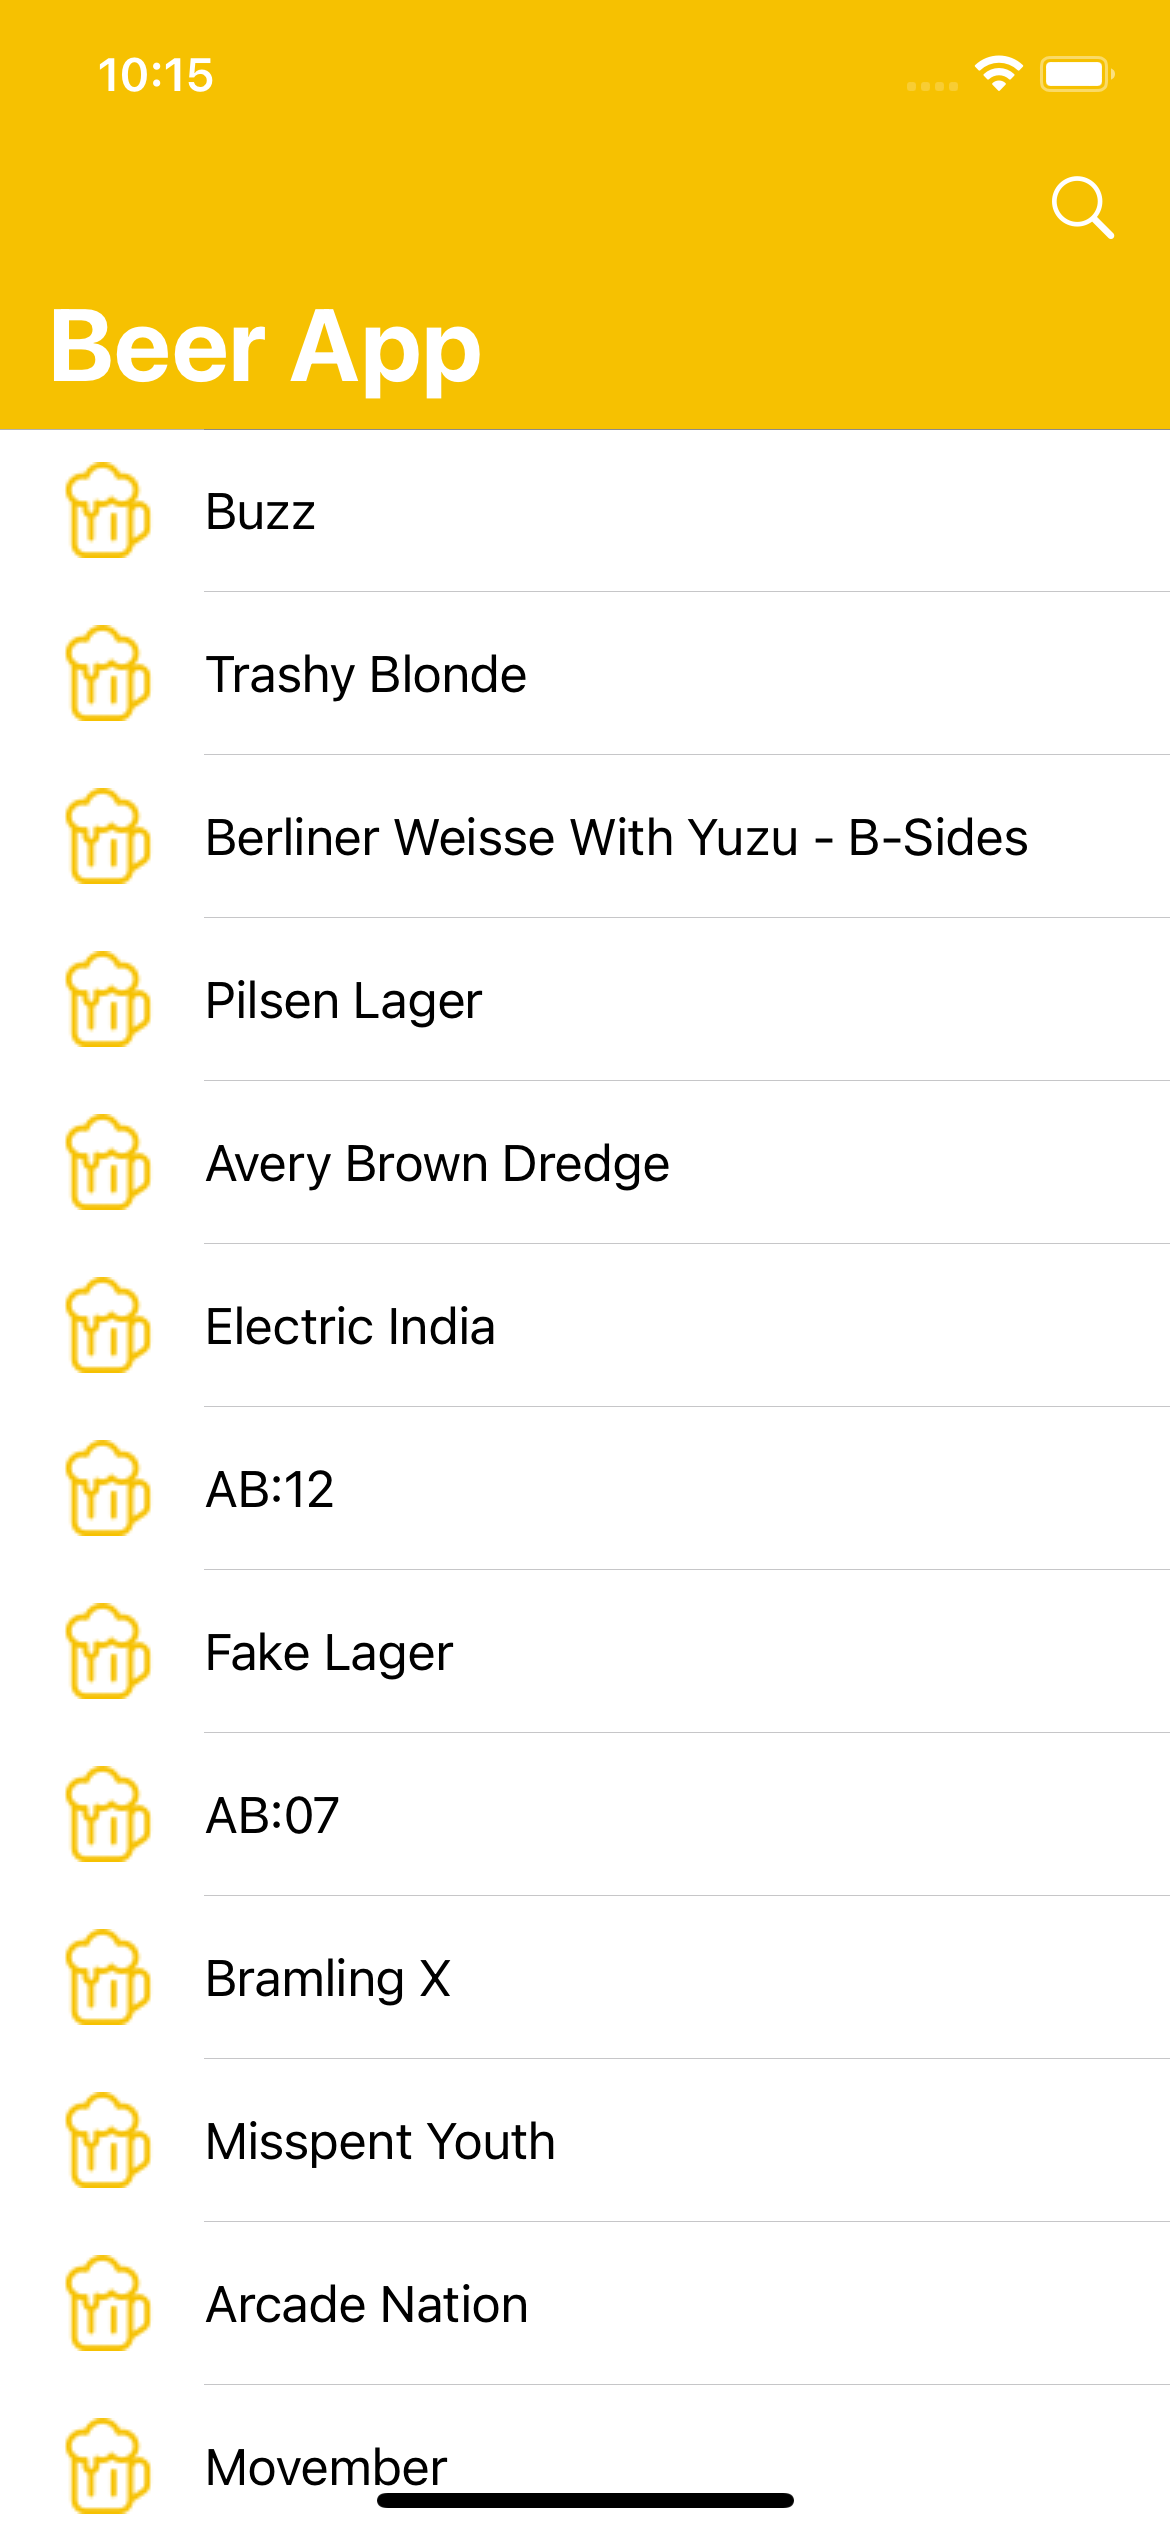 10:15
Beer App
Buzz
Trashy Blonde
Berliner Weisse With Yuzu - B-Sides
Pilsen Lager
Avery Brown Dredge
Electric India
AB:12
Fake Lager
AB:07
Bramling X
Misspent Youth
Arcade Nation
Movember